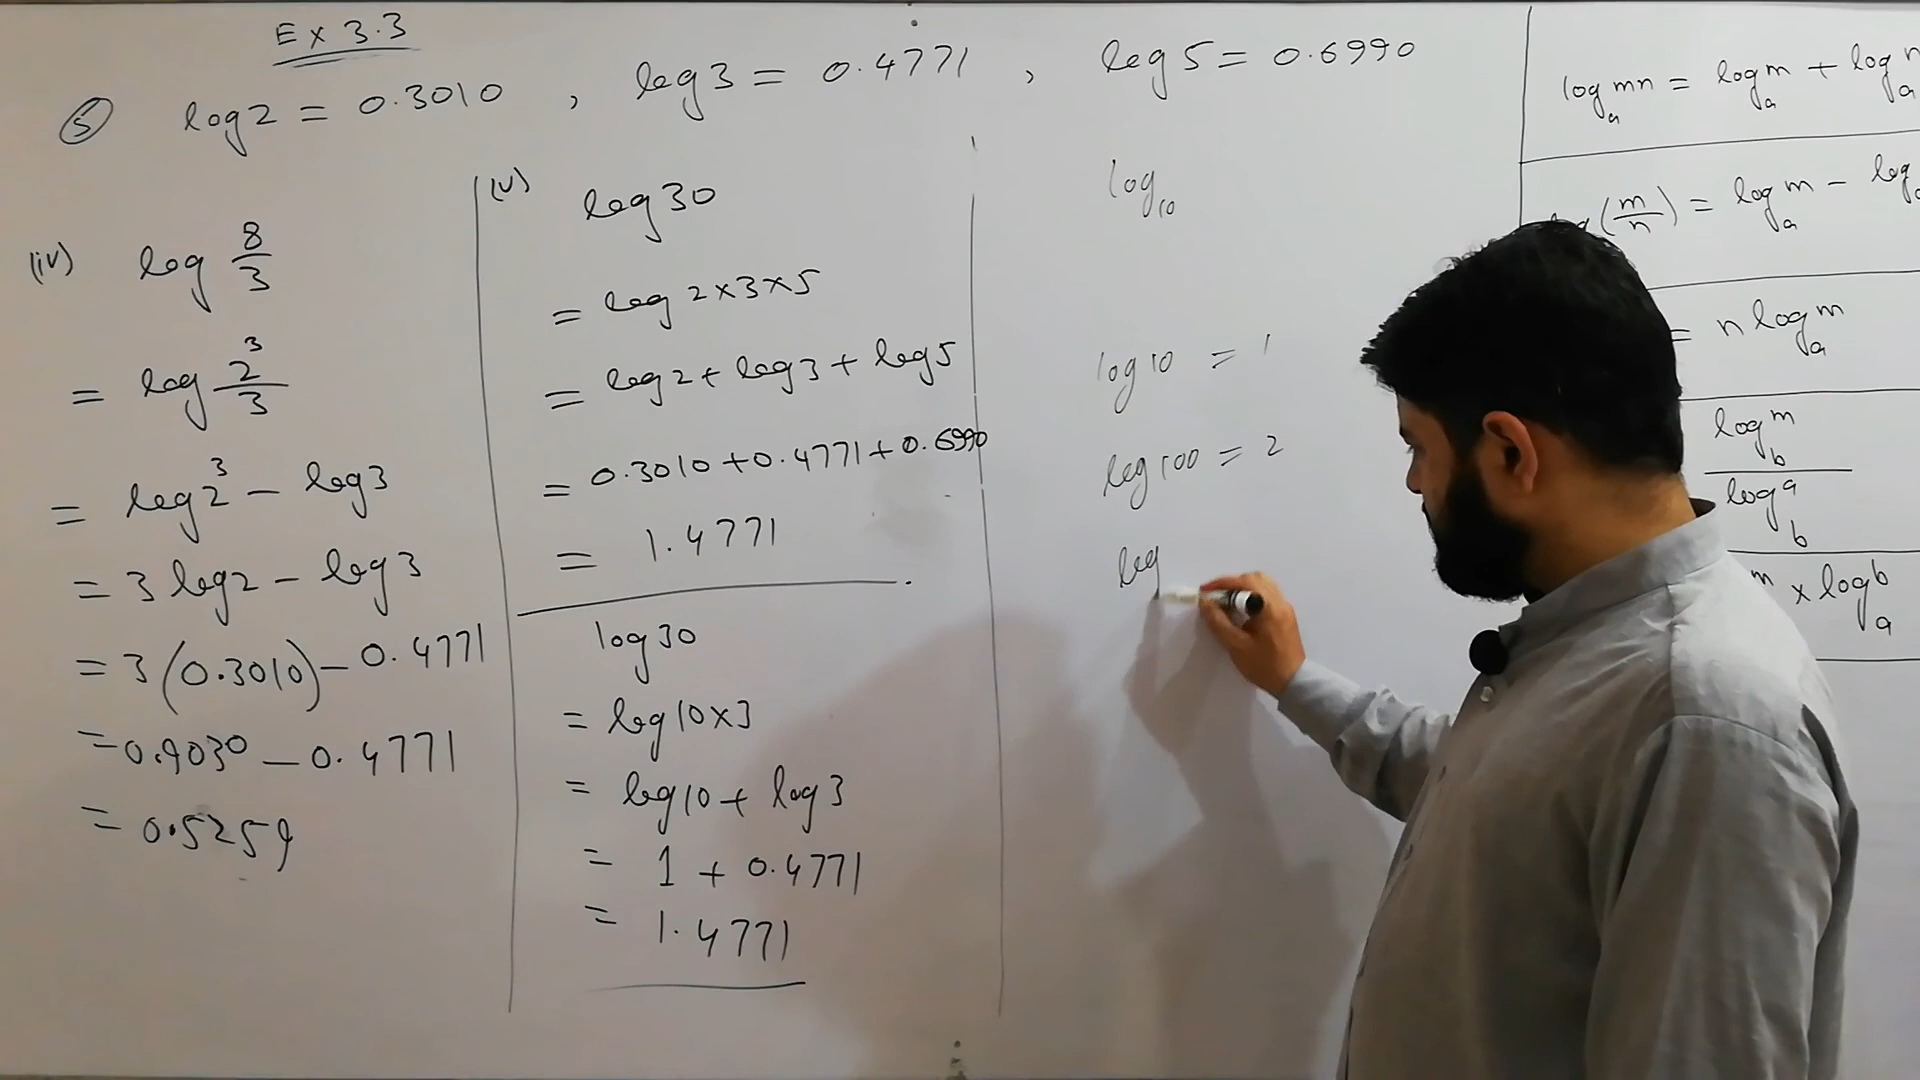 Ex 3.3
⑤ log2 = 0.3010 , log3 = 0.4771 , log5 = 0.6990
(iv) log 8/3
= log 2³/3
= log2³ - log3
= 3 log2 - log3
= 3(0.3010) - 0.4771
= 0.9030 - 0.4771
= 0.5259
(v) log30
= log 2×3×5
= log2 + log3 + log5
= 0.3010 + 0.4771 + 0.6990
= 1.4771
log30
= log10×3
= log10 + log3
= 1 + 0.4771
= 1.4771
log₁₀
log10 = 1
log100 = 2
log
logₐmn = logₐm + logₐn
(m/n) = logₐm - log
= n logₐm
log_b m
log_b a
m × logₐb